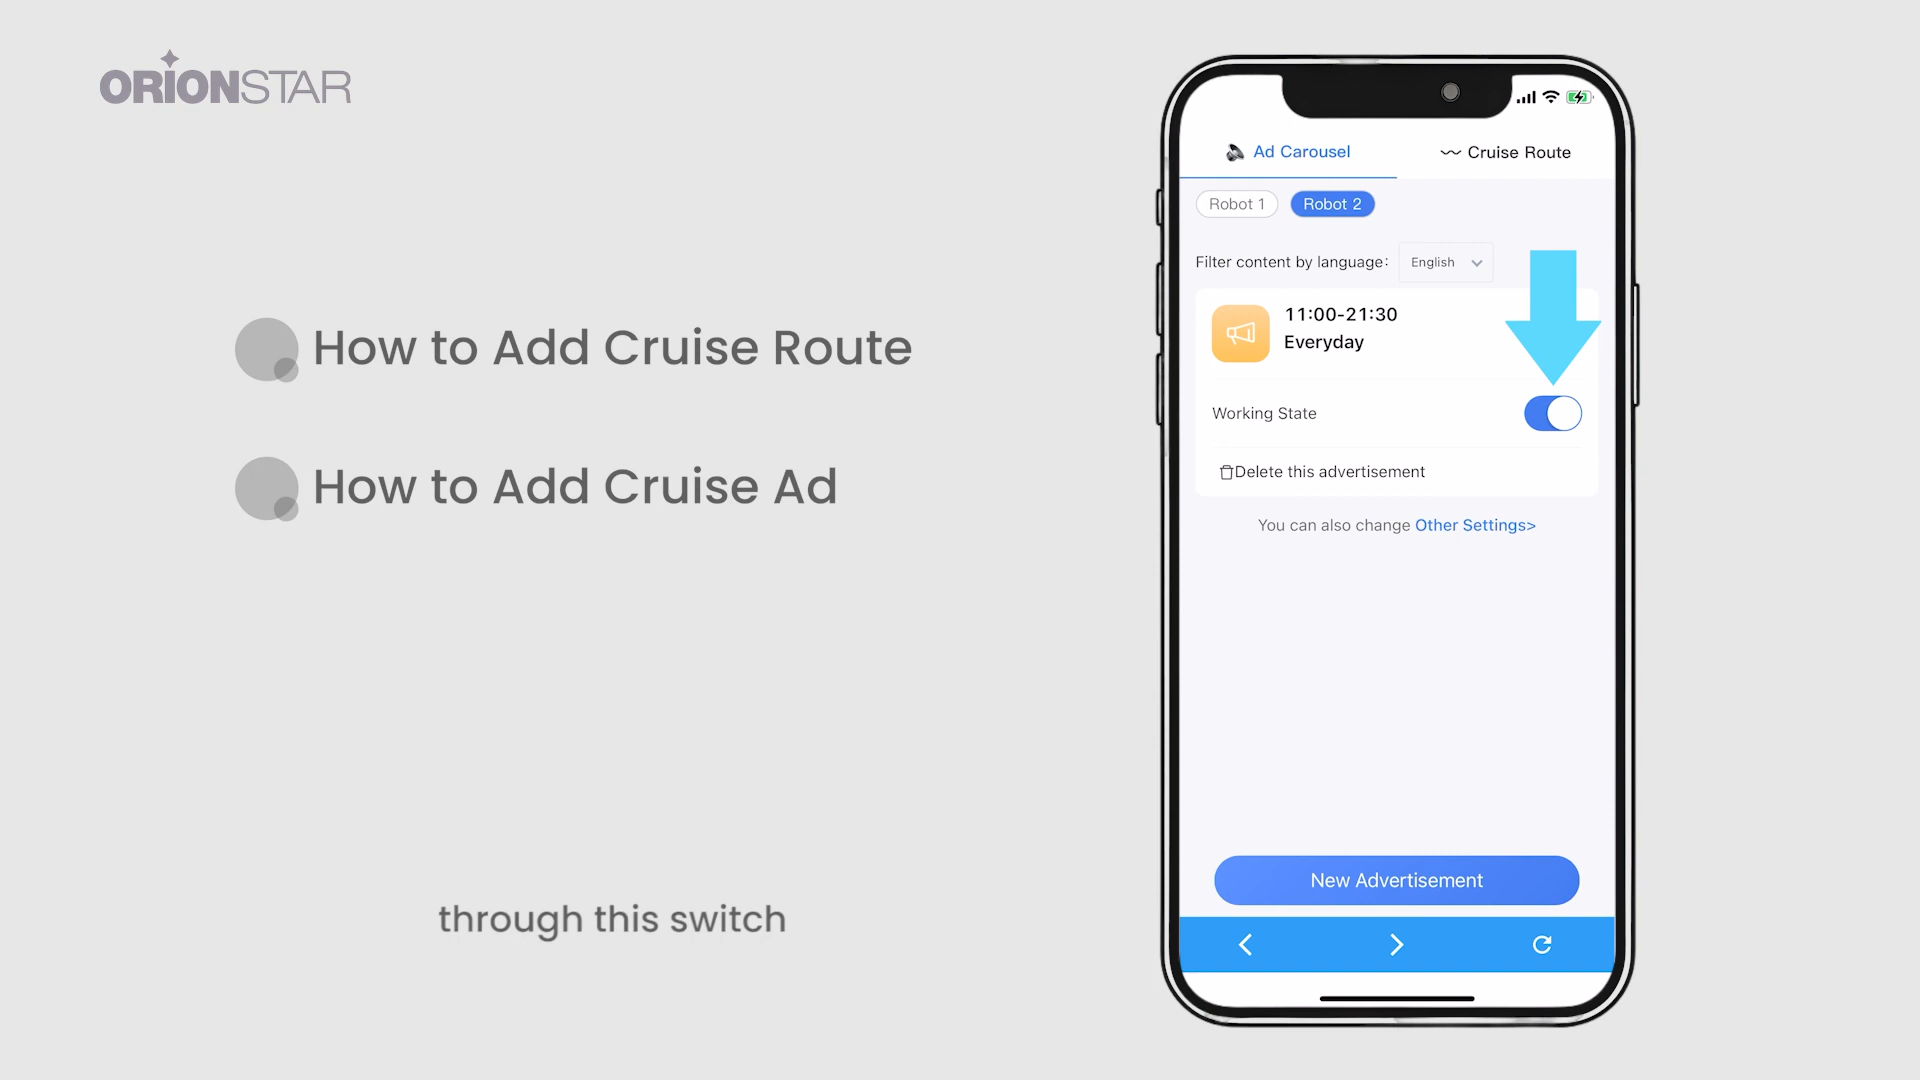 ORIONSTAR
How to Add Cruise Route
How to Add Cruise Ad
through this switch
Ad Carousel
Cruise Route
Robot 1
Robot 2
Filter content by language:
English
11:00-21:30
Everyday
Working State
Delete this advertisement
You can also change Other Settings>
New Advertisement